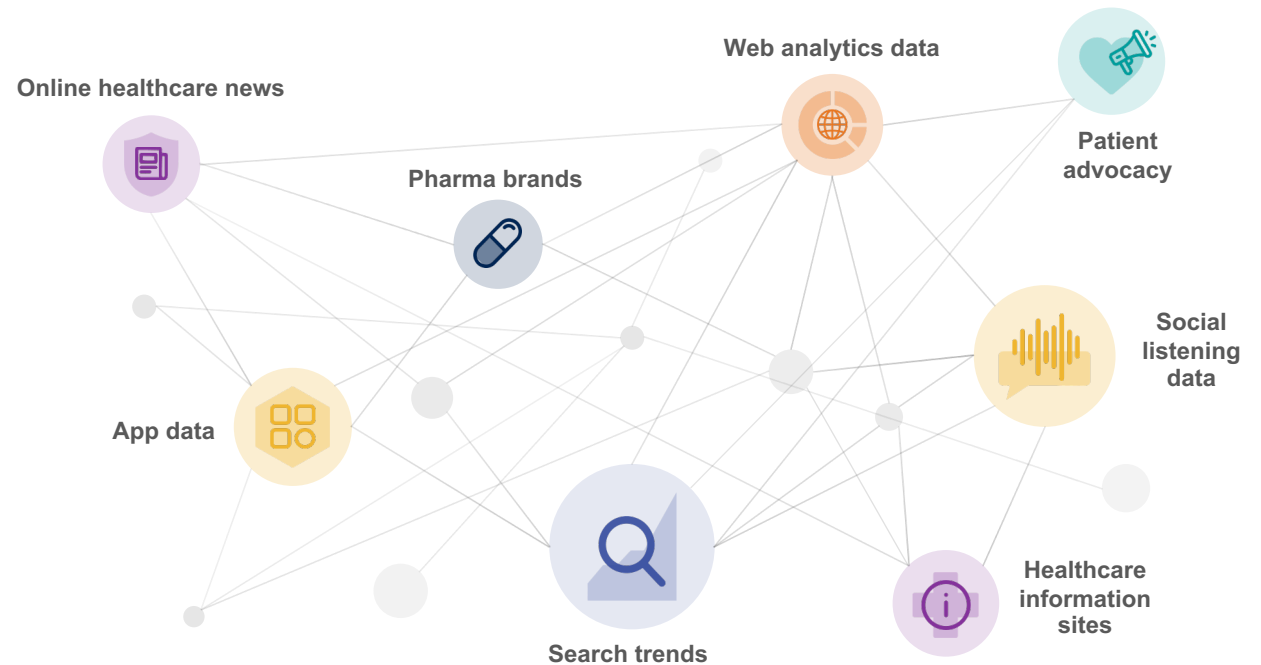 Web analytics data
Online healthcare news
Patient
advocacy
Pharma brands
Social
listening
data
App data
Healthcare
information
sites
Search trends